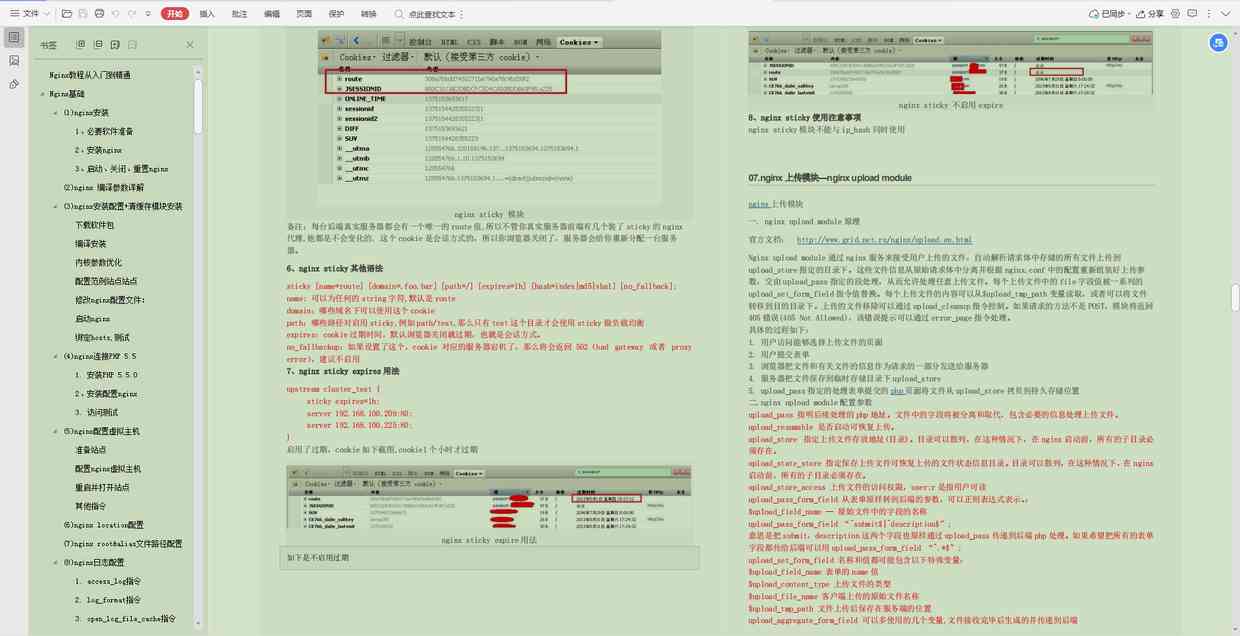 文件
开始
插入
批注
编辑
页面
保护
转换
点此查找文本
已同步
分享
书签
Nginx教程从入门到精通
Nginx基础
(1)nginx安装
1、必要软件准备
2、安装nginx
3、启动、关闭、重置nginx
(2)nginx 编译参数详解
(3)nginx安装配置+清缓存模块安装
下载软件包
编译安装
内核参数优化
配置范例站点站点
修改nginx配置文件:
启动nginx
绑定hosts,测试
(4)nginx连接PHP 5.5
1. 安装PHP 5.5.0
2、安装配置nginx
3. 访问测试
(5)nginx配置虚拟主机
准备站点
配置nginx虚拟主机
重启并打开站点
其他指令
(6)nginx location配置
(7)nginx root&alias文件路径配置
(8)nginx日志配置
1. access_log指令
2. log_format指令
3. open_log_file_cache指令
控制台 HTML CSS 脚本 DOM 网络 Cookies
Cookies 过滤器 默认 (接受第三方 cookie)
名称 内容
route
JSESSIONID
ONLINE_TIME 1375153693617
sessionid
sessionid2
DIFF 1375153693621
SUV
__utma
__utmb
__utmc 120554766
__utmz
nginx sticky 模块
备注: 每台后端真实服务器都会有一个唯一的 route 值,所以不管你真实服务器前端有几个装了 sticky 的 nginx
代理,他都是不会变化的. 这个 cookie 是会话方式的, 所以你浏览器关闭了, 服务器会给你重新分配一台服务
器。
6、nginx sticky 其他语法
sticky [name=route] [domain=.foo.bar] [path=/] [expires=1h] [hash=index|md5|sha1] [no_fallback];
name: 可以为任何的 string 字符,默认是 route
domain: 哪些域名下可以使用这个 cookie
path: 哪些路径对启用 sticky,例如 path/test,那么只有 test 这个目录才会使用 sticky 做负载均衡
expires: cookie 过期时间, 默认浏览器关闭就过期, 也就是会话方式。
no_fallbackup: 如果设置了这个, cookie 对应的服务器宕机了, 那么将会返回 502 (bad gateway 或者 proxy
error), 建议不启用
7、nginx sticky expires 用法
upstream cluster_test {
sticky expires=1h;
server 192.168.100.209:80;
server 192.168.100.225:80;
}
启用了过期, cookie 如下截图,cookie1 个小时才过期
nginx sticky expire 用法
如下是不启用过期
nginx sticky 不启用 expire
8、nginx sticky 使用注意事项
nginx sticky 模块不能与 ip_hash 同时使用
07.nginx 上传模块—nginx upload module
nginx 上传模块
一. nginx upload module 原理
官方文档: http://www.grid.net.ru/nginx/upload.en.html
Nginx upload module 通过 nginx 服务来接受用户上传的文件, 自动解析请求体中存储的所有文件上传到
upload_store 指定的目录下。这些文件信息从原始请求体中分离并根据 nginx.conf 中的配置重新组装好上传参
数, 交由 upload_pass 指定的段处理, 从而允许处理任意上传文件。每个上传文件中的 file 字段值被一系列的
upload_set_form_field 指令值替换。每个上传文件的内容可以从$upload_tmp_path 变量读取, 或者可以将文件
转移到目的目录下。上传的文件移除可以通过 upload_cleanup 指令控制。如果请求的方法不是 POST, 模块将返回
405 错误(405 Not Allowed), 该错误提示可以通过 error_page 指令处理。
具体的过程如下:
1. 用户访问能够选择上传文件的页面
2. 用户提交表单
3. 浏览器把文件和有关文件的信息作为请求的一部分发送给服务器
4. 服务器把文件保存到临时存储目录下 upload_store
5. upload_pass 指定的处理表单提交的 php 页面将文件从 upload_store 拷贝到持久存储位置
二.nginx upload module 配置参数
upload_pass 指明后续处理的 php 地址。文件中的字段将被分离和取代, 包含必要的信息处理上传文件。
upload_resumable 是否启动可恢复上传。
upload_store 指定上传文件存放地址(目录)。目录可以散列, 在这种情况下, 在 nginx 启动前, 所有的子目录必
须存在。
upload_state_store 指定保存上传文件可恢复上传的文件状态信息目录。目录可以散列, 在这种情况下, 在 nginx
启动前, 所有的子目录必须存在。
upload_store_access 上传文件的访问权限, user:r 是指用户可读
upload_pass_form_field 从表单原样转到后端的参数, 可以正则表达式表示。:
$upload_field_name — 原始文件中的字段的名称
upload_pass_form_field “^submit$|^description$”;
意思是把 submit, description 这两个字段也原样通过 upload_pass 传递到后端 php 处理。如果希望把所有的表单
字段都传给后端可以用 upload_pass_form_field “^.*$”;
upload_set_form_field 名称和值都可能包含以下特殊变量:
$upload_field_name 表单的 name 值
$upload_content_type 上传文件的类型
$upload_file_name 客户端上传的原始文件名称
$upload_tmp_path 文件上传后保存在服务端的位置
upload_aggregate_form_field 可以多使用的几个变量,文件接收完毕后生成的并传递到后端